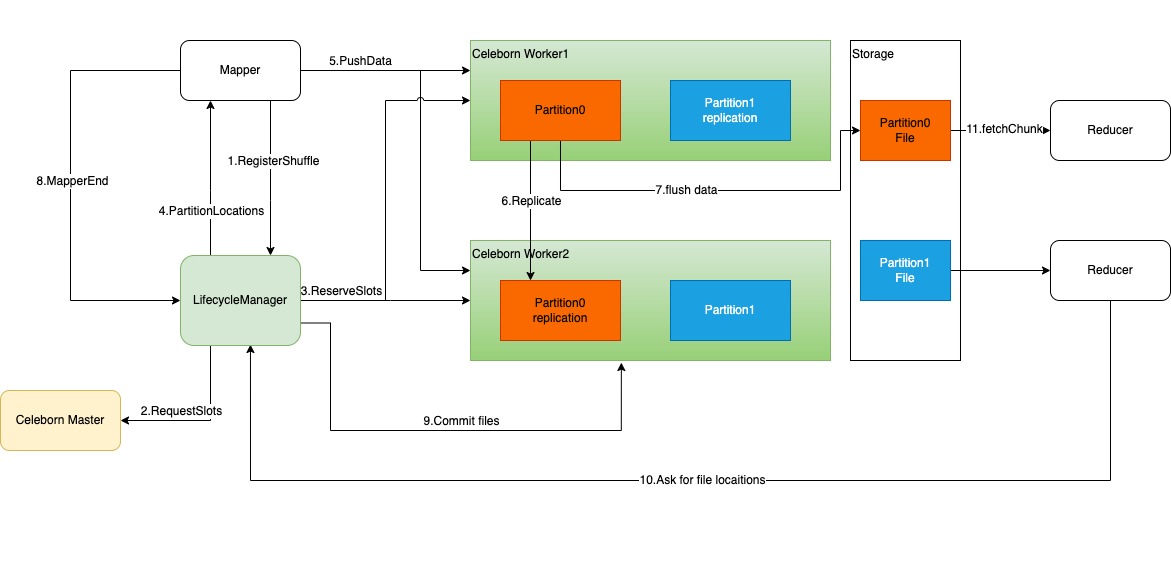 Celeborn Worker1
Storage
5.PushData
Mapper
Partition0
Partition1
replication
Partition0
File
11.fetchChunk
Reducer
1.RegisterShuffle
8.MapperEnd
7.flush data
6.Replicate
4.PartitionLocations
Celeborn Worker2
Partition1
File
Reducer
3.ReserveSlots
LifecycleManager
Partition0
replication
Partition1
2.RequestSlots
Celeborn Master
9.Commit files
10.Ask for file locaitions